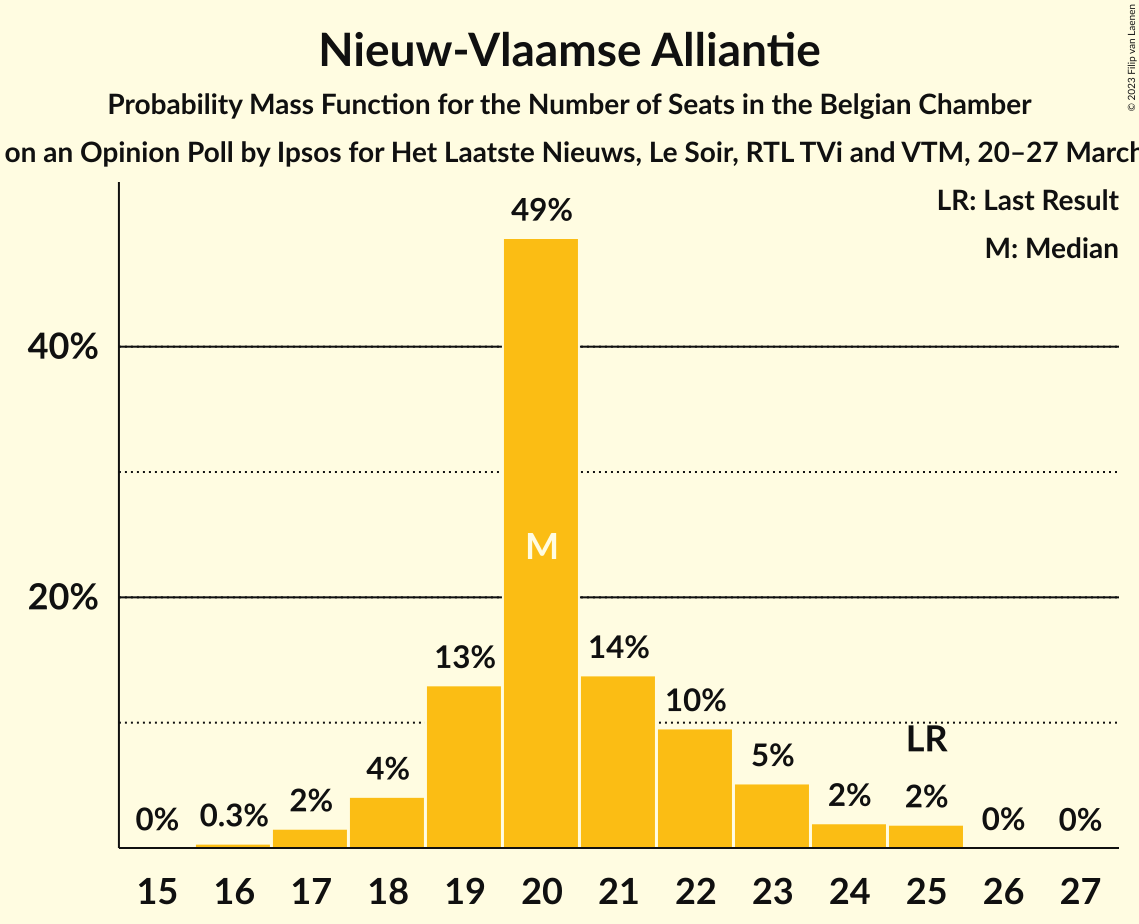 © 2023 Filip van Laenen
Nieuw-Vlaamse Alliantie
Probability Mass Function for the Number of Seats in the Belgian Chamber
on an Opinion Poll by Ipsos for Het Laatste Nieuws, Le Soir, RTL TVi and VTM, 20–27 March
LR: Last Result
M: Median
49%
40%
M
20%
13%
14%
10%
LR
0%
0.3%
2%
4%
5%
2%
2%
0%
0%
15 16 17 18 19 20 21 22 23 24 25 26 27